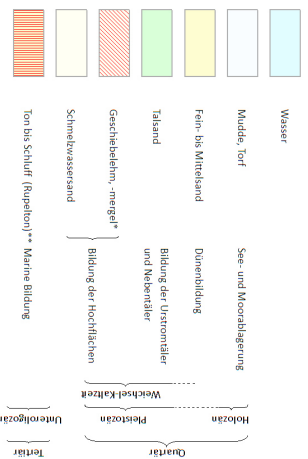 Wasser
Mudde, Torf
See- und Moorablagerung
Fein- bis Mittelsand
Dünenbildung
Talsand
Bildung der Urstromtäler
und Nebentäler
Geschiebelehm, -mergel*
Schmelzwassersand
Bildung der Hochflächen
Ton bis Schluff (Rupelton)**
Marine Bildung
Weichsel-Kaltzeit
Holozän
Pleistozän
Unteroligozän
Quartär
Tertiär